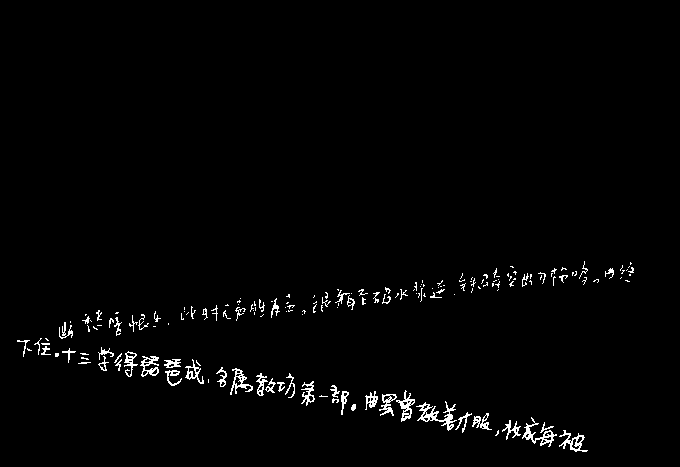 幽愁暗恨生，此时无声胜有声。银瓶乍破水浆迸，铁骑突出刀枪鸣。曲终
下住。十三学得琵琶成，名属教坊第一部。曲罢曾教善才服，妆成每被